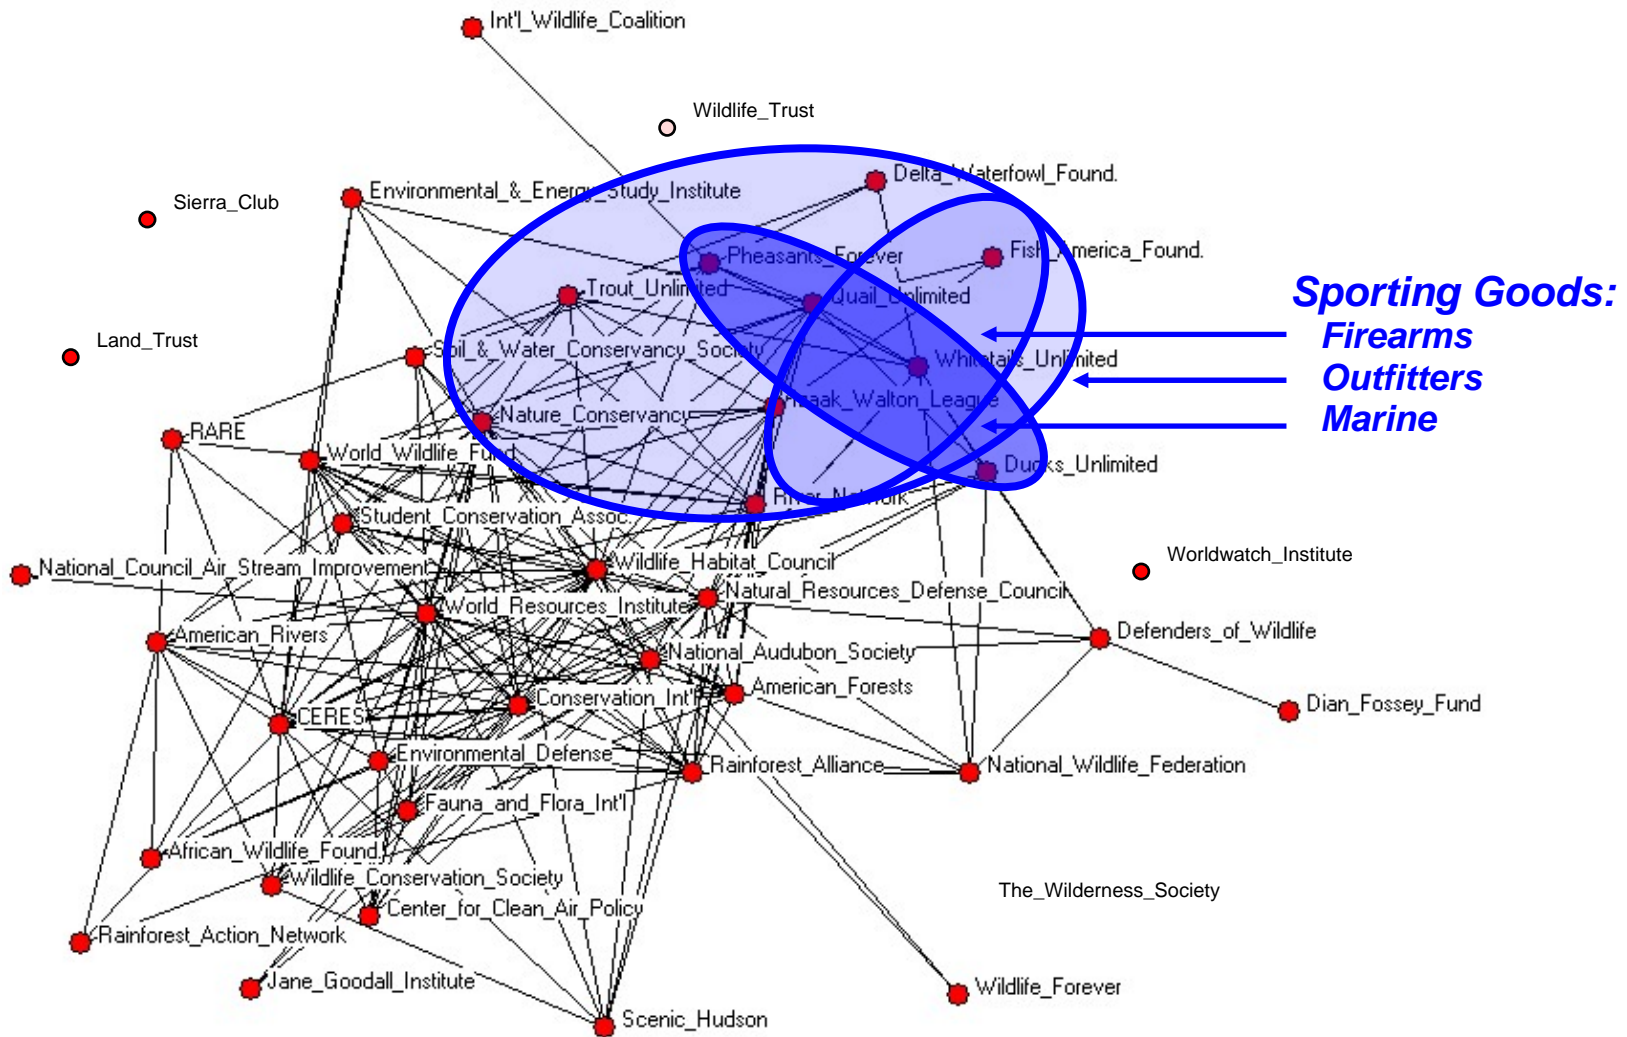 Int'l_Wildlife_Coalition
Wildlife_Trust
Delta_Waterfowl_Found.
Environmental_&_Energy_Study_Institute
Sierra_Club
Fish_America_Found.
Pheasants_Forever
Trout_Unlimited
Quail_Unlimited
Sporting Goods:
Firearms
Outfitters
Marine
Land_Trust
Soil_&_Water_Conservancy_Society
Whitetails_Unlimited
Izaak_Walton_League
Nature_Conservancy
RARE
World_Wildlife_Fund
Ducks_Unlimited
River_Network
Student_Conservation_Assoc.
Worldwatch_Institute
Wildlife_Habitat_Council
National_Council_Air_Stream_Improvement
Natural_Resources_Defense_Council
World_Resources_Institute
American_Rivers
Defenders_of_Wildlife
National_Audubon_Society
American_Forests
Conservation_Int'l
Dian_Fossey_Fund
CERES
Environmental_Defense
Rainforest_Alliance
National_Wildlife_Federation
Fauna_and_Flora_Int'l
African_Wildlife_Found.
Wildlife_Conservation_Society
The_Wilderness_Society
Center_for_Clean_Air_Policy
Rainforest_Action_Network
Jane_Goodall_Institute
Wildlife_Forever
Scenic_Hudson